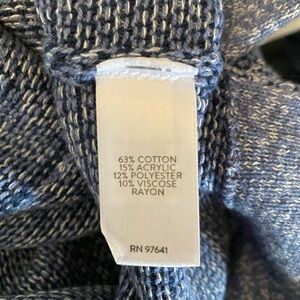 63% COTTON
15% ACRYLIC
12% POLYESTER
10% VISCOSE
RAYON
RN 97641